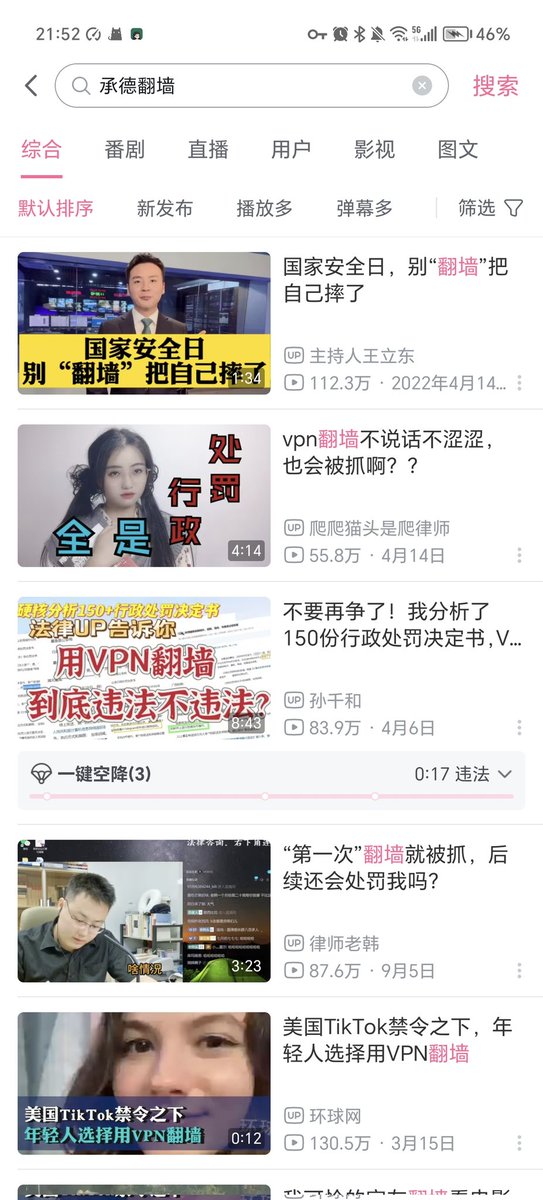 21:52
5G
46%
承德翻墙
搜索
综合
番剧
直播
用户
影视
图文
默认排序
新发布
播放多
弹幕多
筛选
国家安全日
别“翻墙”把自己摔了
1:34
国家安全日，别“翻墙”把
自己摔了
UP 主持人王立东
112.3万 · 2022年4月14...
处罚
行政
全是
4:14
vpn翻墙不说话不涩涩，
也会被抓啊？？
UP 爬爬猫头是爬律师
55.8万 · 4月14日
硬核分析150+行政处罚决定书
法律UP告诉你
用VPN翻墙
到底违法不违法?
8:43
不要再争了！我分析了
150份行政处罚决定书,V...
UP 孙千和
83.9万 · 4月6日
一键空降(3)
0:17 违法
啥情况
3:23
“第一次”翻墙就被抓，后
续还会处罚我吗?
UP 律师老韩
87.6万 · 9月5日
美国TikTok禁令之下
年轻人选择用VPN翻墙
0:12
美国TikTok禁令之下，年
轻人选择用VPN翻墙
UP 环球网
130.5万 · 3月15日